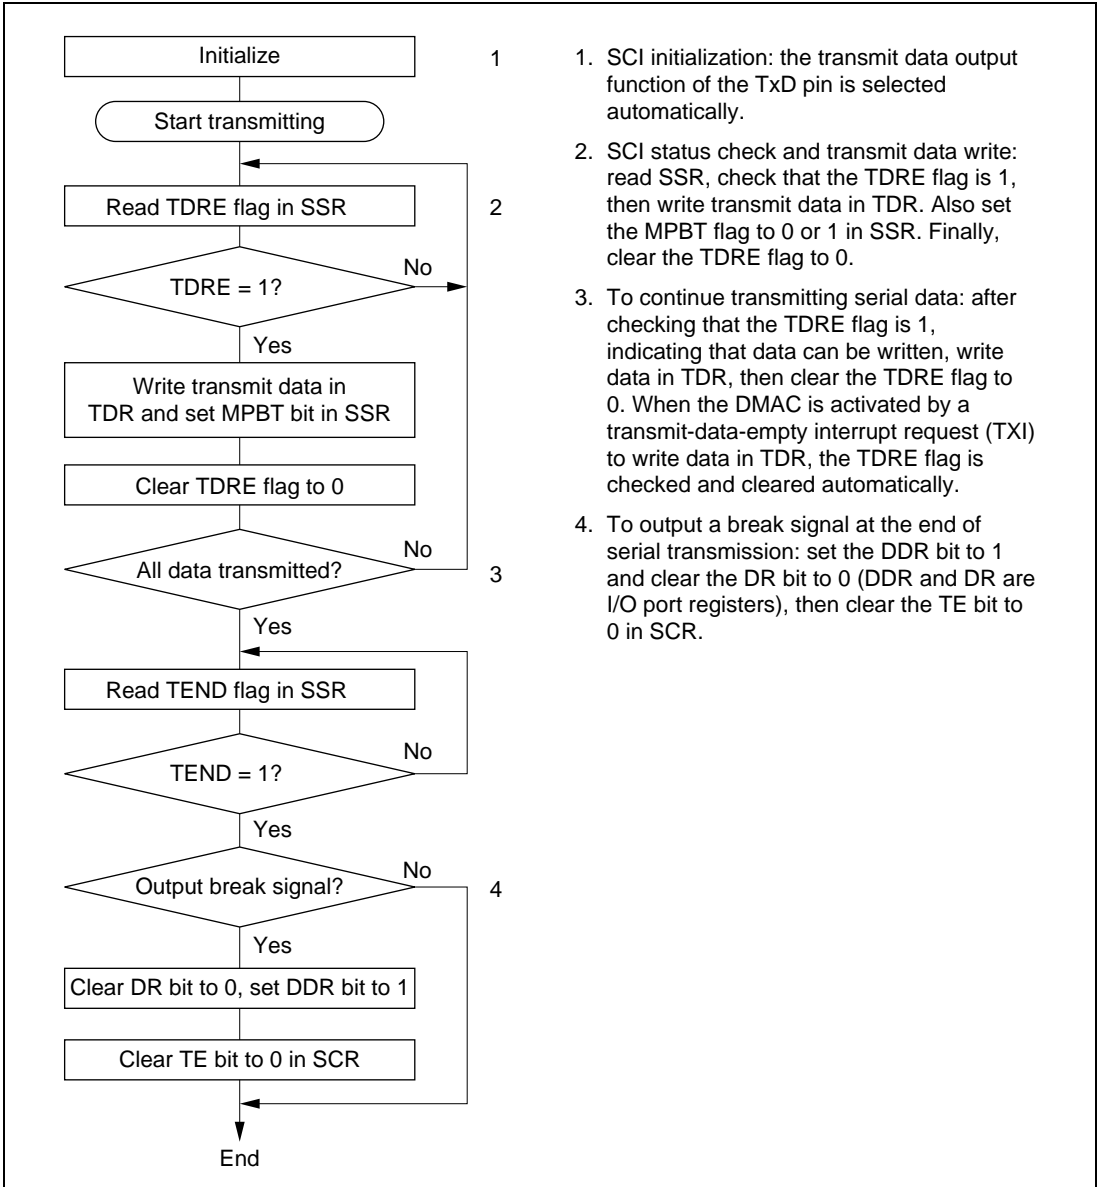 Initialize
1
Start transmitting
Read TDRE flag in SSR
2
TDRE = 1?
No
Yes
Write transmit data in
TDR and set MPBT bit in SSR
Clear TDRE flag to 0
All data transmitted?
No
3
Yes
Read TEND flag in SSR
TEND = 1?
No
Yes
Output break signal?
No
4
Yes
Clear DR bit to 0, set DDR bit to 1
Clear TE bit to 0 in SCR
End
1. SCI initialization: the transmit data output
function of the TxD pin is selected
automatically.
2. SCI status check and transmit data write:
read SSR, check that the TDRE flag is 1,
then write transmit data in TDR. Also set
the MPBT flag to 0 or 1 in SSR. Finally,
clear the TDRE flag to 0.
3. To continue transmitting serial data: after
checking that the TDRE flag is 1,
indicating that data can be written, write
data in TDR, then clear the TDRE flag to
0. When the DMAC is activated by a
transmit-data-empty interrupt request (TXI)
to write data in TDR, the TDRE flag is
checked and cleared automatically.
4. To output a break signal at the end of
serial transmission: set the DDR bit to 1
and clear the DR bit to 0 (DDR and DR are
I/O port registers), then clear the TE bit to
0 in SCR.